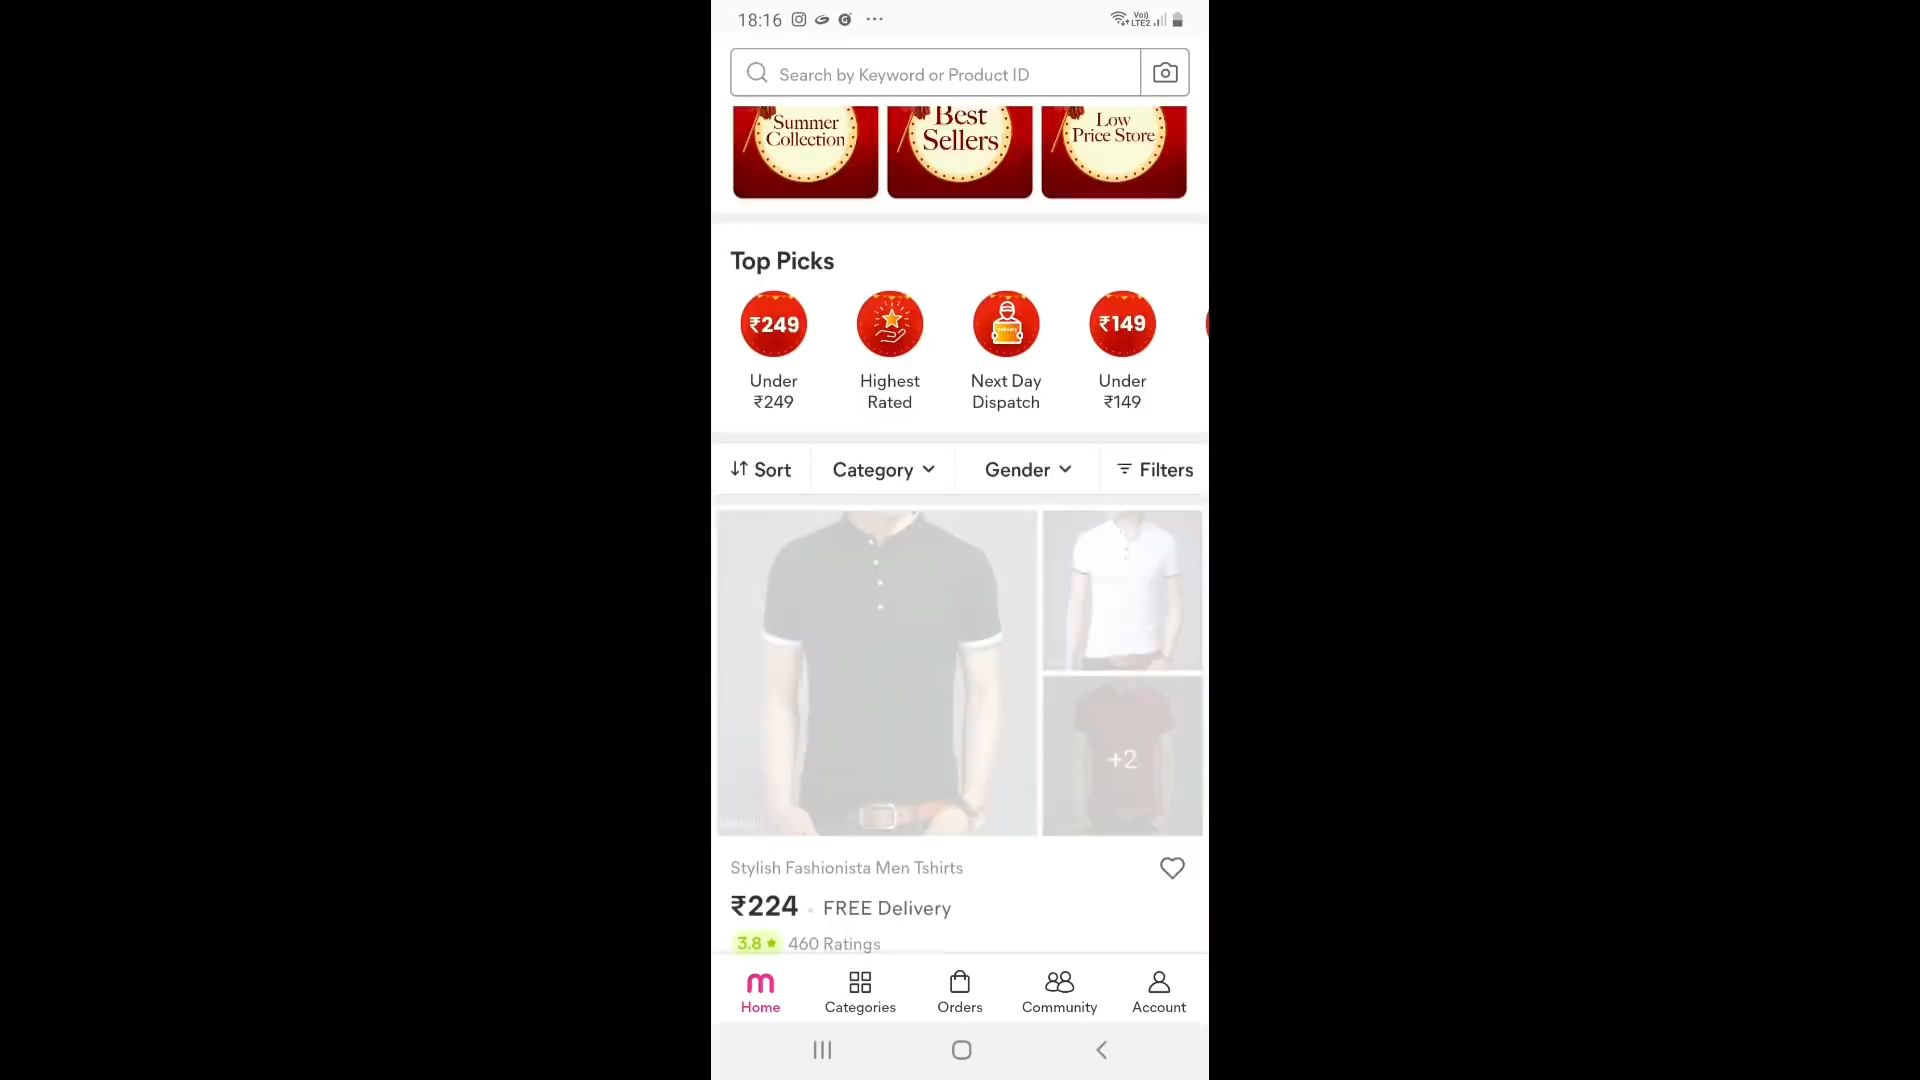 18:16
Vo))
LTE2
Search by Keyword or Product ID
Summer
Collection
Best
Sellers
Low
Price Store
Top Picks
₹249
₹149
Under
₹249
Highest
Rated
Next Day
Dispatch
Under
₹149
Sort
Category
Gender
Filters
+2
Stylish Fashionista Men Tshirts
₹224
FREE Delivery
3.8
460 Ratings
Home
Categories
Orders
Community
Account